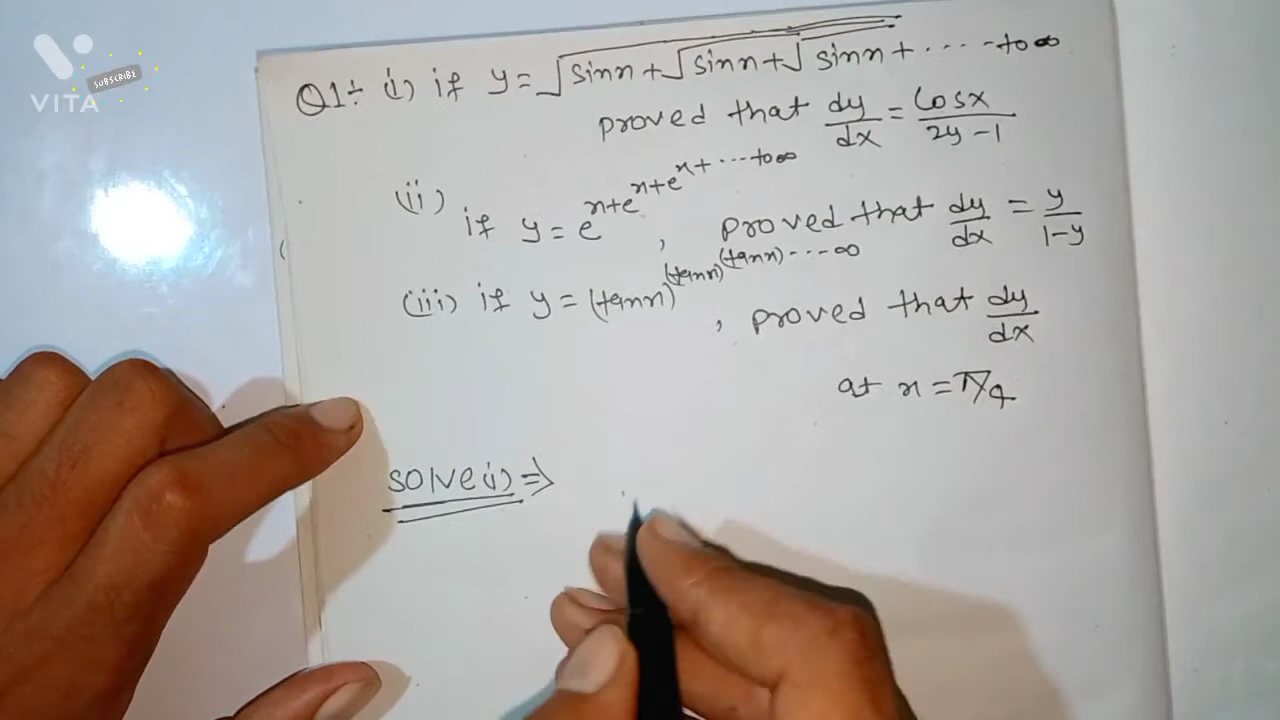 VITA
SUBSCRIBE
Q1÷ (i) if y = √sinx + √sinx + √sinx + ‥‥ to ∞
proved that dy/dx = Cosx/2y-1
(ii) if y = e^x+e^x+e^x+‥‥to∞, proved that dy/dx = y/1-y
(iii) if y = (tanx)^(tanx)^(tanx)‥‥∞, proved that dy/dx
at x = π/4
SOlVe(i) ⇒